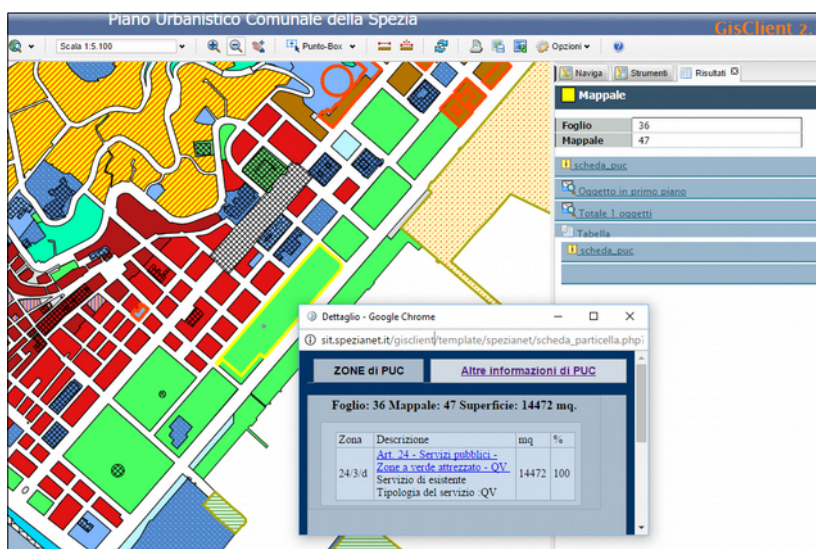 Piano Urbanistico Comunale della Spezia
GisClient 2.
Scala 1:5.100
Punto-Box
Opzioni
Naviga
Strumenti
Risultati
Mappale
Foglio 36
Mappale 47
scheda_puc
Oggetto in primo piano
Totale 1 oggetti
Tabella
scheda_puc
Dettaglio - Google Chrome
sit.spezianet.it/gisclient/template/spezianet/scheda_particella.php?
ZONE di PUC
Altre informazioni di PUC
Foglio: 36 Mappale: 47 Superficie: 14472 mq.
Zona Descrizione mq %
24/3/d Art. 24 - Servizi pubblici - 14472 100
Zone a verde attrezzato - QV
Servizio di esistente
Tipologia del servizio :QV